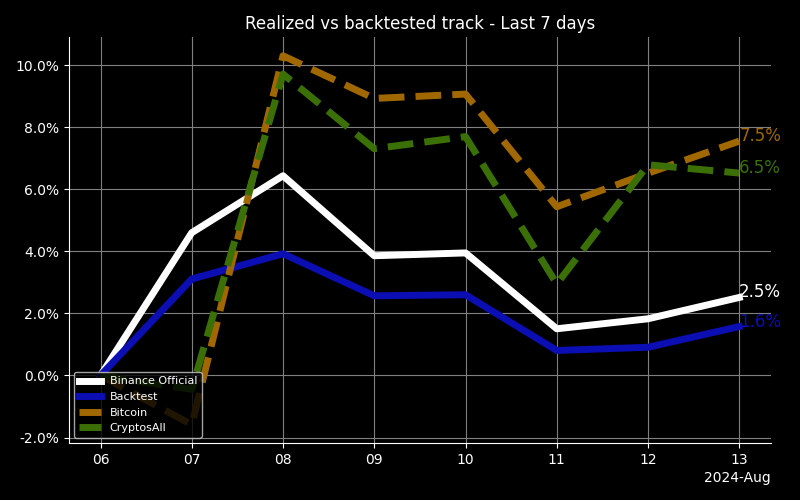 Realized vs backtested track - Last 7 days
10.0%
8.0%
6.0%
4.0%
2.0%
0.0%
-2.0%
7.5%
6.5%
2.5%
1.6%
Binance Official
Backtest
Bitcoin
CryptosAll
06 07 08 09 10 11 12 13
2024-Aug